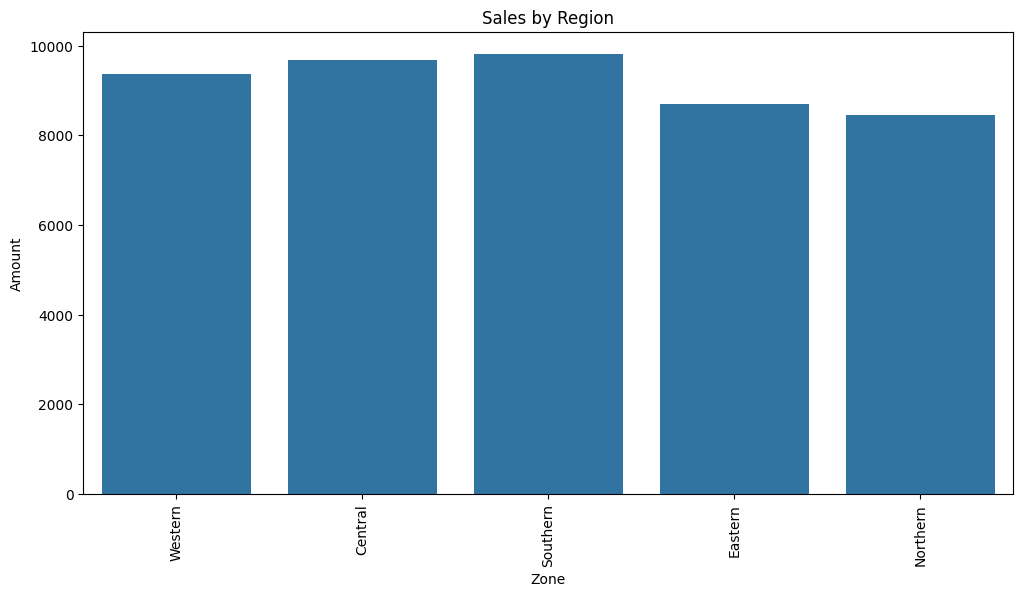 Sales by Region
Amount
10000
8000
6000
4000
2000
0
Western
Central
Southern
Eastern
Northern
Zone